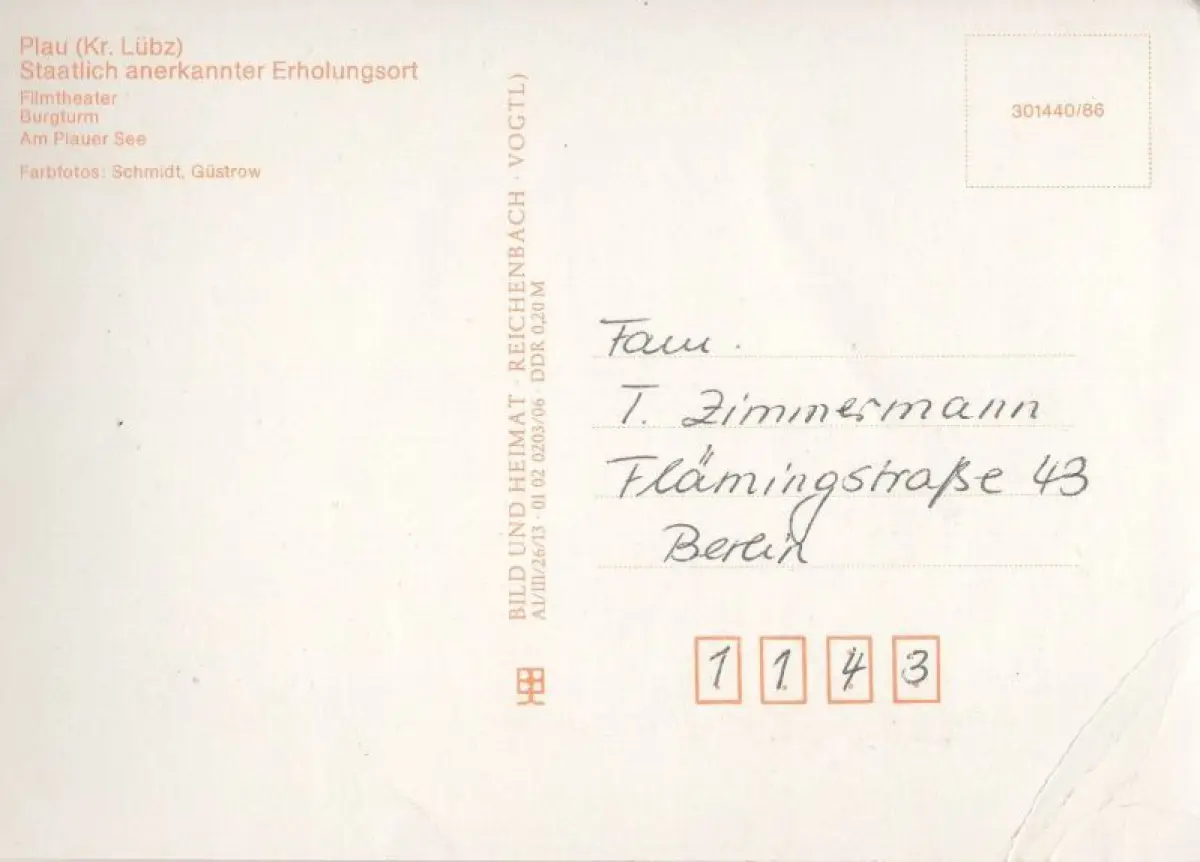 Plau (Kr. Lübz)
Staatlich anerkannter Erholungsort
Filmtheater
Burgturm
Am Plauer See
Farbfotos: Schmidt, Güstrow
BILD UND HEIMAT · REICHENBACH · VOGTL)
A1/III/26/13 · 01 02 0203/06 · DDR 0,20 M
301440/86
Fam.
T. Zimmermann
Flämingstraße 43
Berlin
1 1 4 3